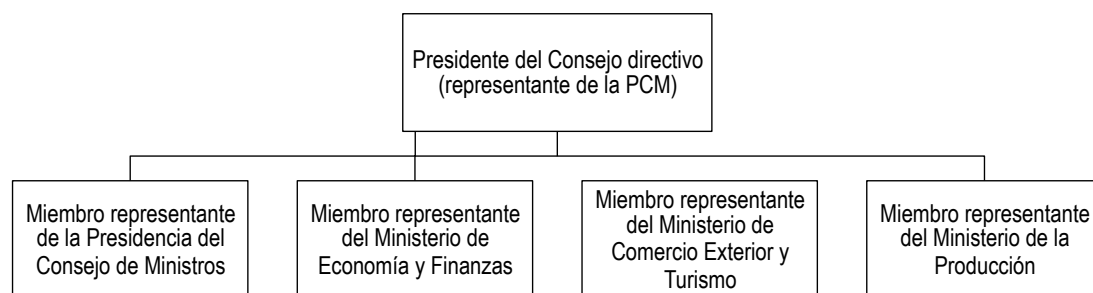 Presidente del Consejo directivo
(representante de la PCM)
Miembro representante
de la Presidencia del
Consejo de Ministros
Miembro representante
del Ministerio de
Economía y Finanzas
Miembro representante
del Ministerio de
Comercio Exterior y
Turismo
Miembro representante
del Ministerio de la
Producción